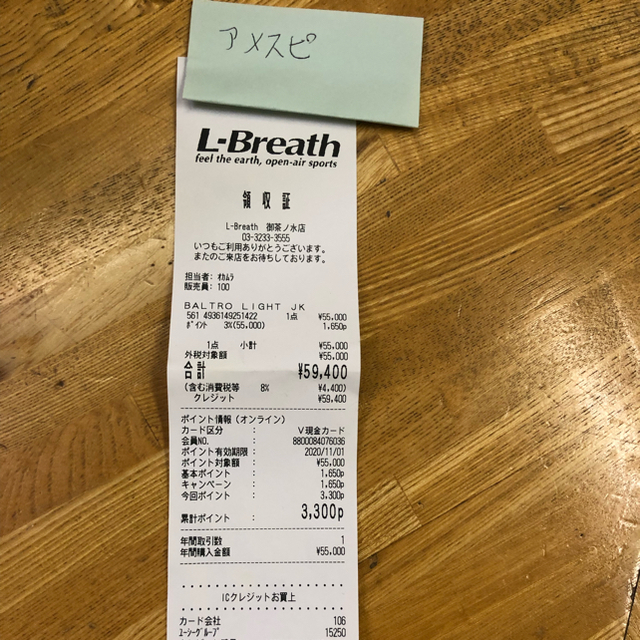 アメスピ
L-Breath
feel the earth, open-air sports
領収証
L-Breath 御茶ノ水店
03-3233-3555
いつもご利用ありがとうございます。
またのご来店をお待ちしております。
担当者: ｵｶﾑﾗ
販売員: 100
BALTRO LIGHT JK
561 4936149251422 1点 ¥55,000
ﾎﾟｲﾝﾄ 3%(55,000) 1,650p
1点 小計 ¥55,000
外税対象額 ¥55,000
合計 ¥59,400
(含む消費税等 8% ¥4,400)
クレジット ¥59,400
ポイント情報(オンライン)
カード区分 : V現金カード
会員NO. : 8800084076036
ポイント有効期限 : 2020/11/01
ポイント対象額 : ¥55,000
基本ポイント : 1,650p
キャンペーン : 1,650p
今回ポイント : 3,300p
累計ポイント : 3,300p
年間取引数 1
年間購入金額 ¥55,000
ICクレジットお買上
カード会社 106
ﾕｰｼｰｸﾞﾙｰﾌﾟ 15250